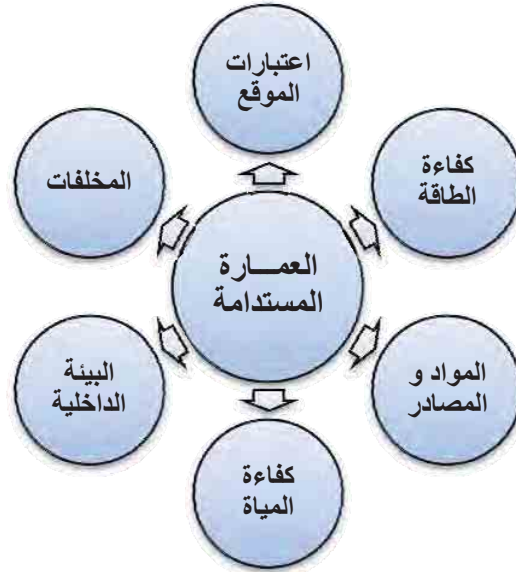 اعتبارات
الموقع
كفاءة
الطاقة
المخلفات
العمـــارة
المستدامة
المواد و
المصادر
البيئة
الداخلية
كفاءة
المياة